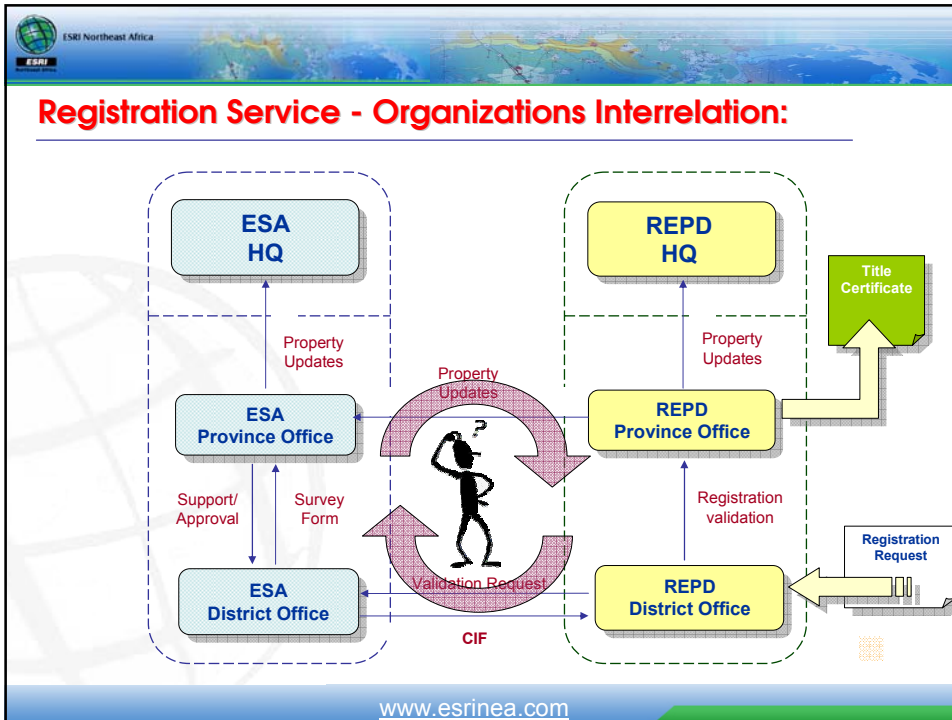 ESRI Northeast Africa
ESRI
Northeast Africa
Registration Service - Organizations Interrelation:
ESA
HQ
REPD
HQ
Title
Certificate
Property
Updates
Property
Updates
Property
Updates
ESA
Province Office
REPD
Province Office
?
Support/
Approval
Survey
Form
Registration
validation
Registration
Request
Validation Request
ESA
District Office
REPD
District Office
CIF
www.esrinea.com